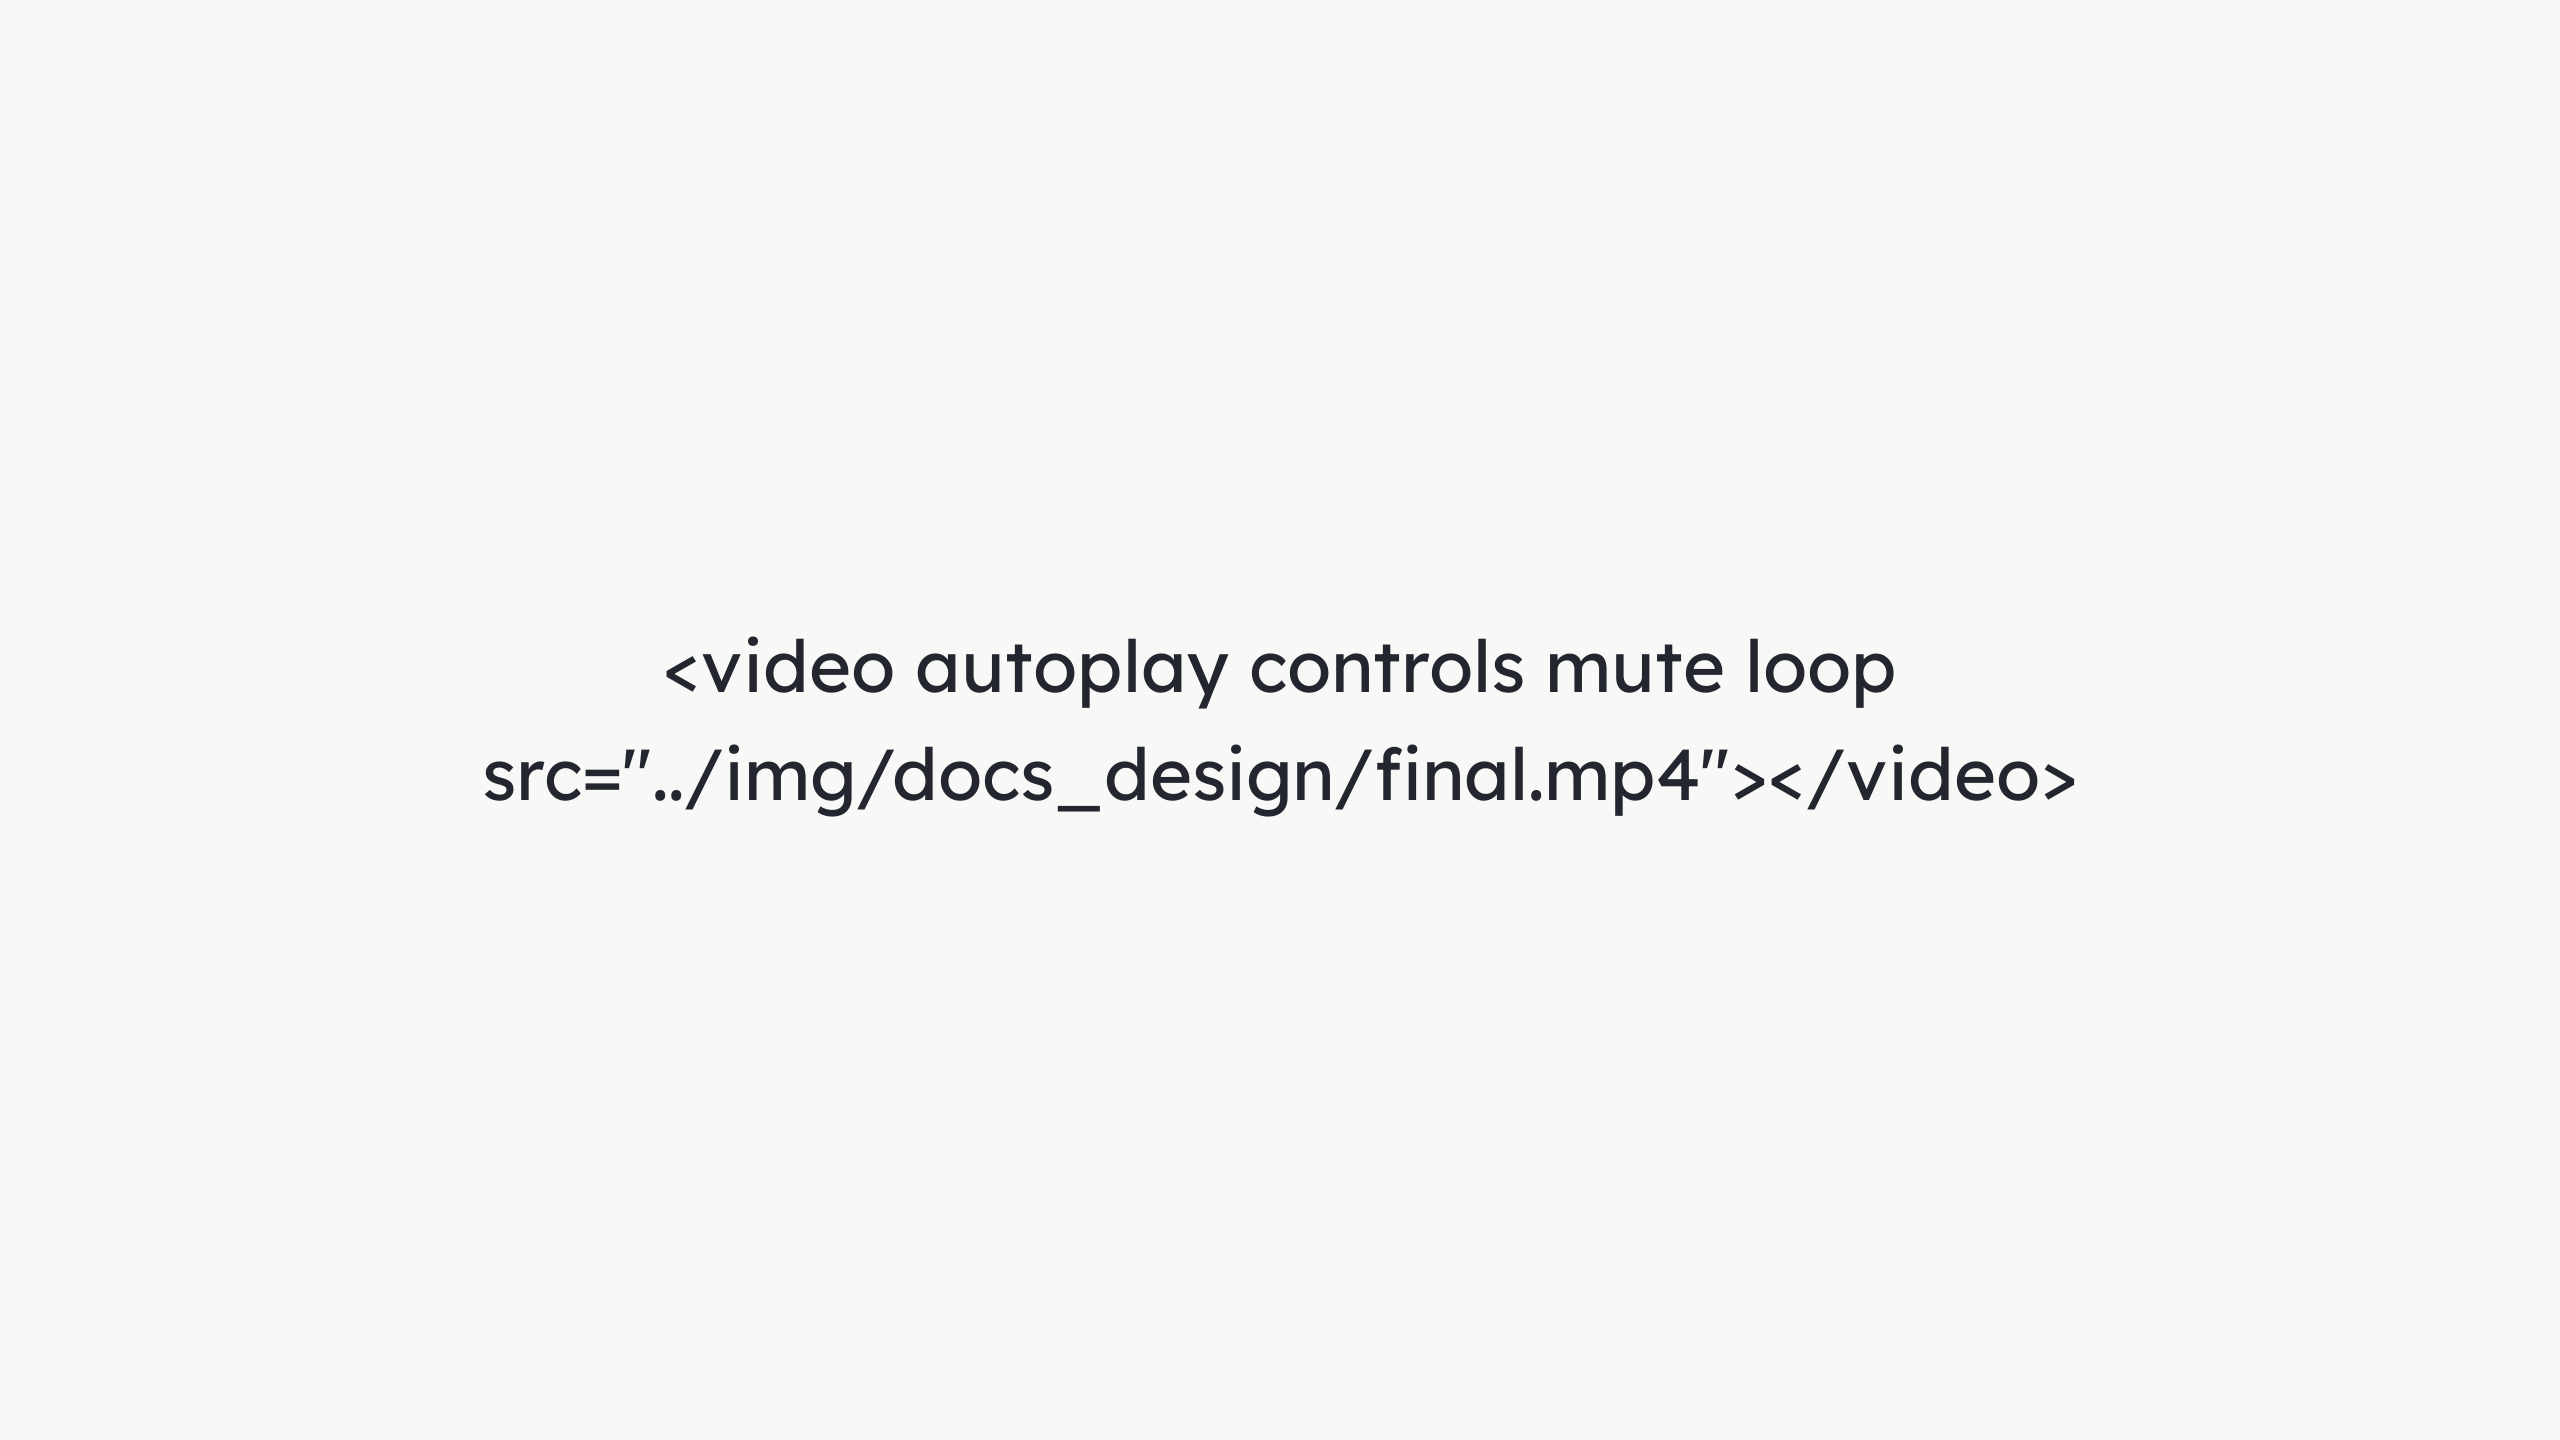 <video autoplay controls mute loop
src="../img/docs_design/final.mp4"></video>